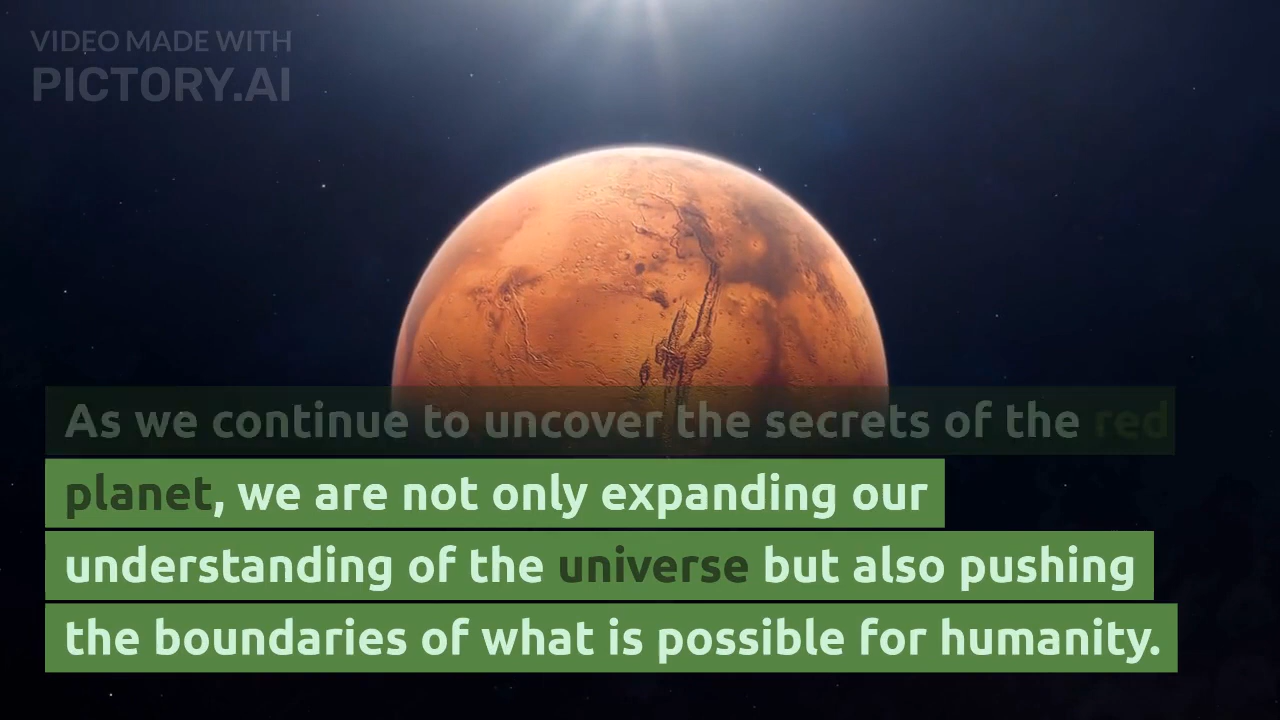 VIDEO MADE WITH
PICTORY.AI
As we continue to uncover the secrets of the red
planet, we are not only expanding our
understanding of the universe but also pushing
the boundaries of what is possible for humanity.